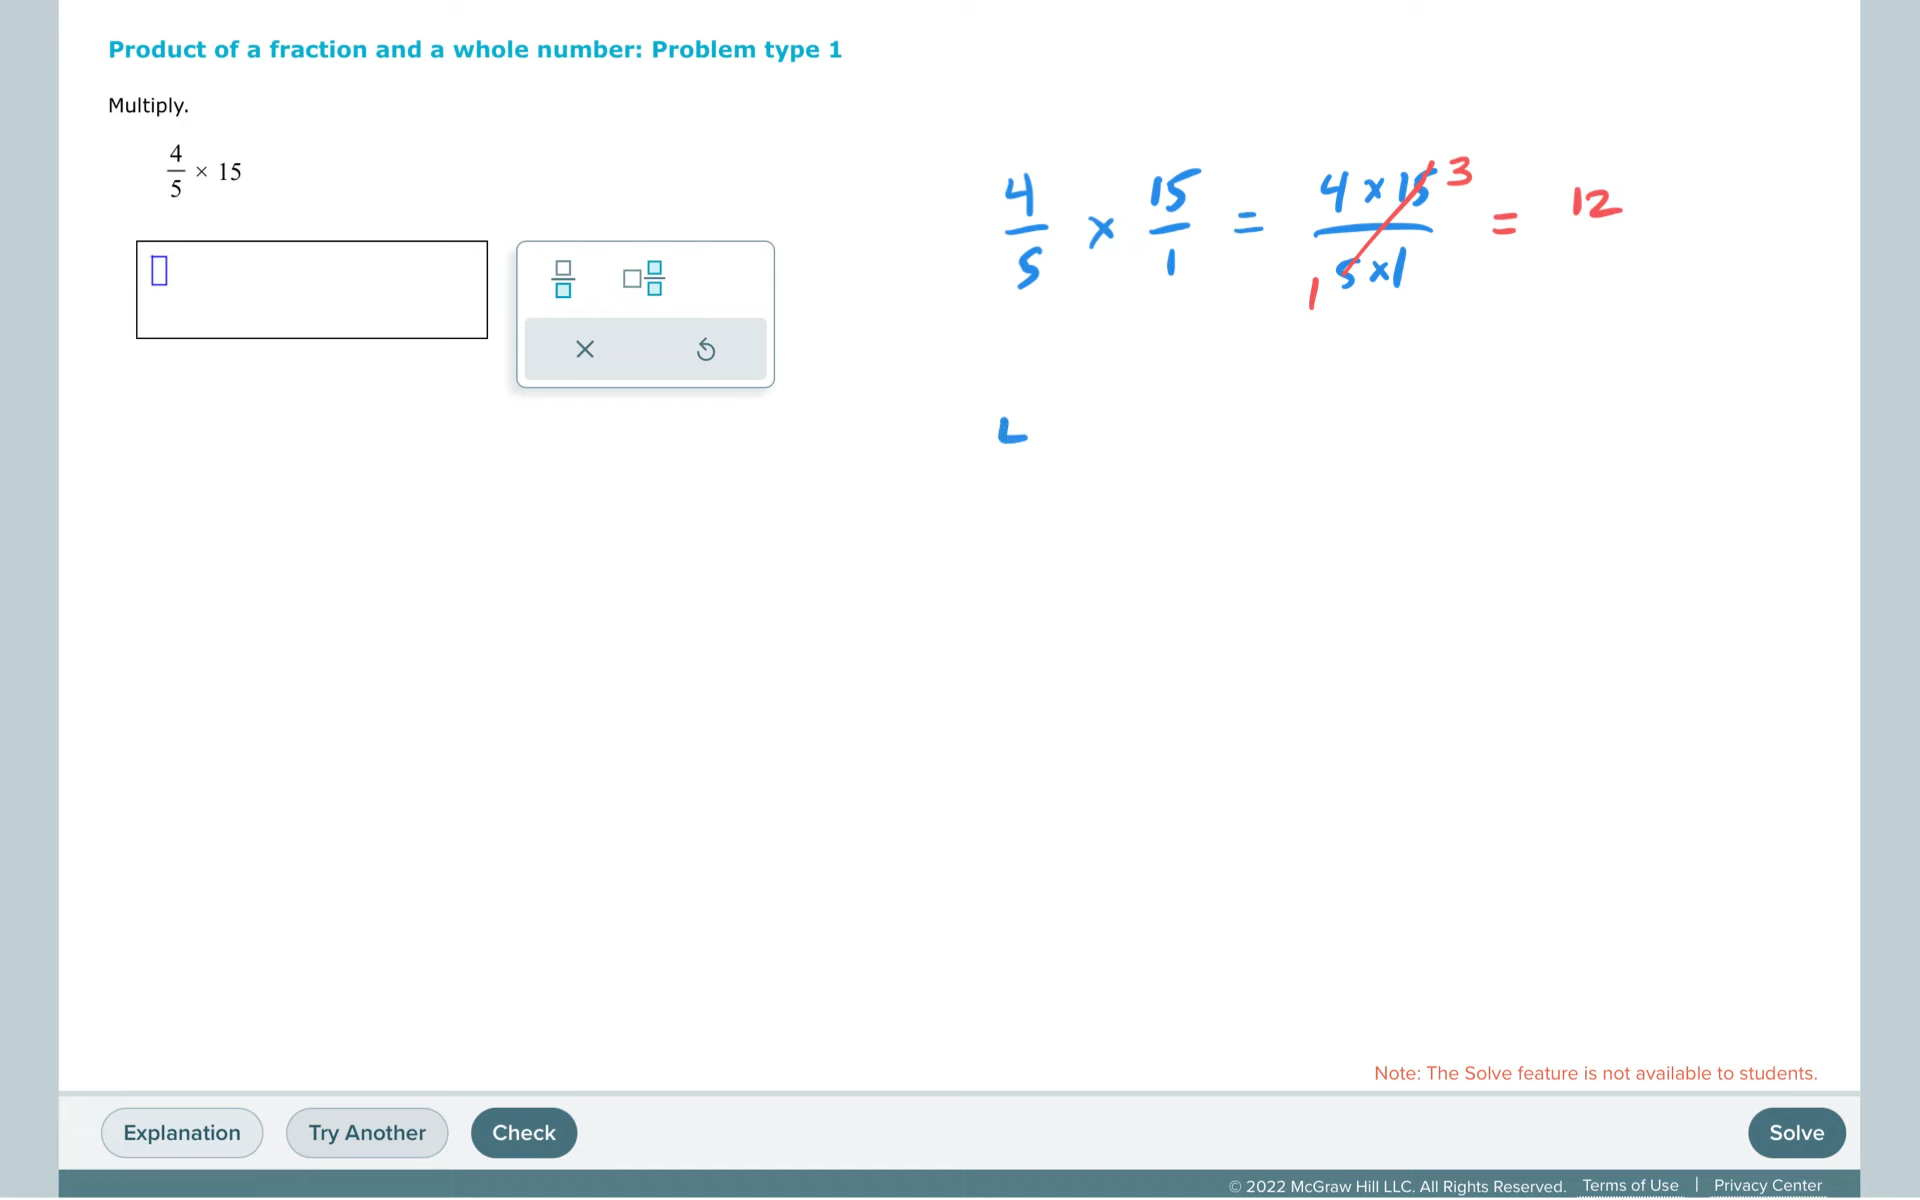 Product of a fraction and a whole number: Problem type 1
Multiply.
4/5 × 15
4/5 × 15/1 = 4 × 15 3/1 5 × 1 = 12
4
Note: The Solve feature is not available to students.
Explanation Try Another Check Solve
© 2022 McGraw Hill LLC. All Rights Reserved. Terms of Use | Privacy Center